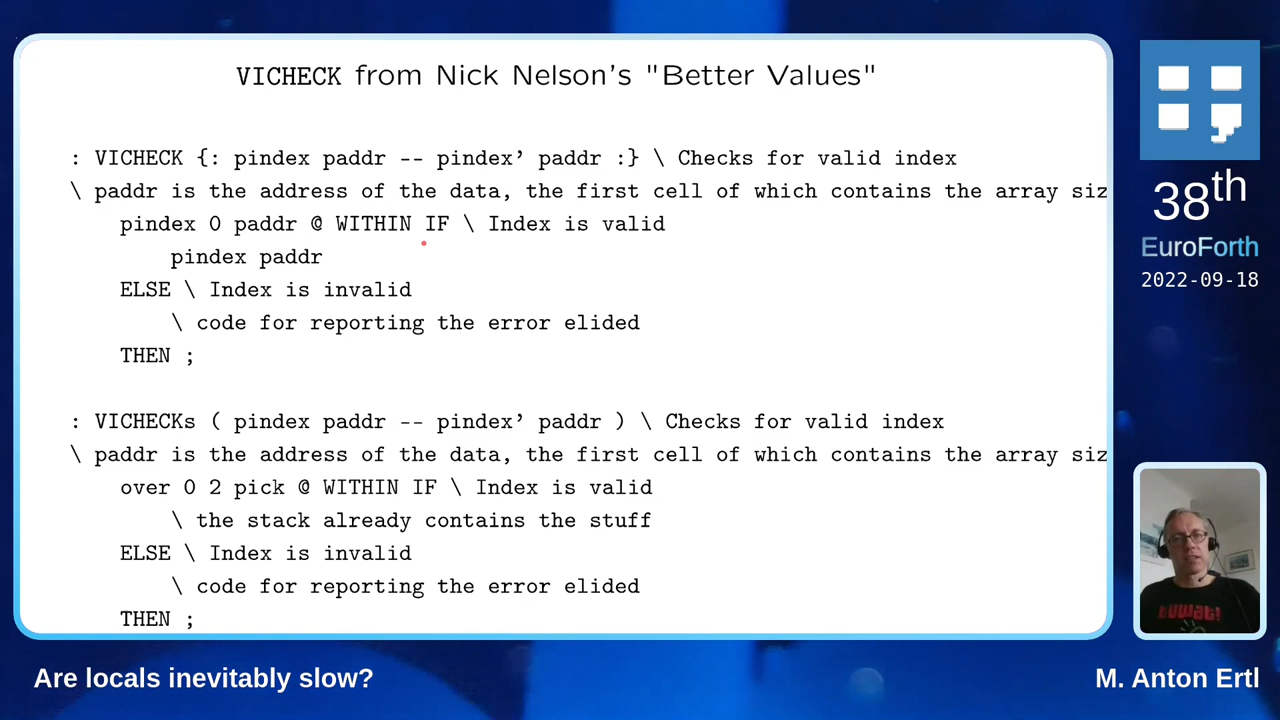 VICHECK from Nick Nelson's "Better Values"
: VICHECK {: pindex paddr -- pindex’ paddr :} \ Checks for valid index
\ paddr is the address of the data, the first cell of which contains the array siz
pindex 0 paddr @ WITHIN IF \ Index is valid
pindex paddr
ELSE \ Index is invalid
\ code for reporting the error elided
THEN ;
: VICHECKs ( pindex paddr -- pindex’ paddr ) \ Checks for valid index
\ paddr is the address of the data, the first cell of which contains the array siz
over 0 2 pick @ WITHIN IF \ Index is valid
\ the stack already contains the stuff
ELSE \ Index is invalid
\ code for reporting the error elided
THEN ;
38th
EuroForth
2022-09-18
tuwat!
Are locals inevitably slow?
M. Anton Ertl